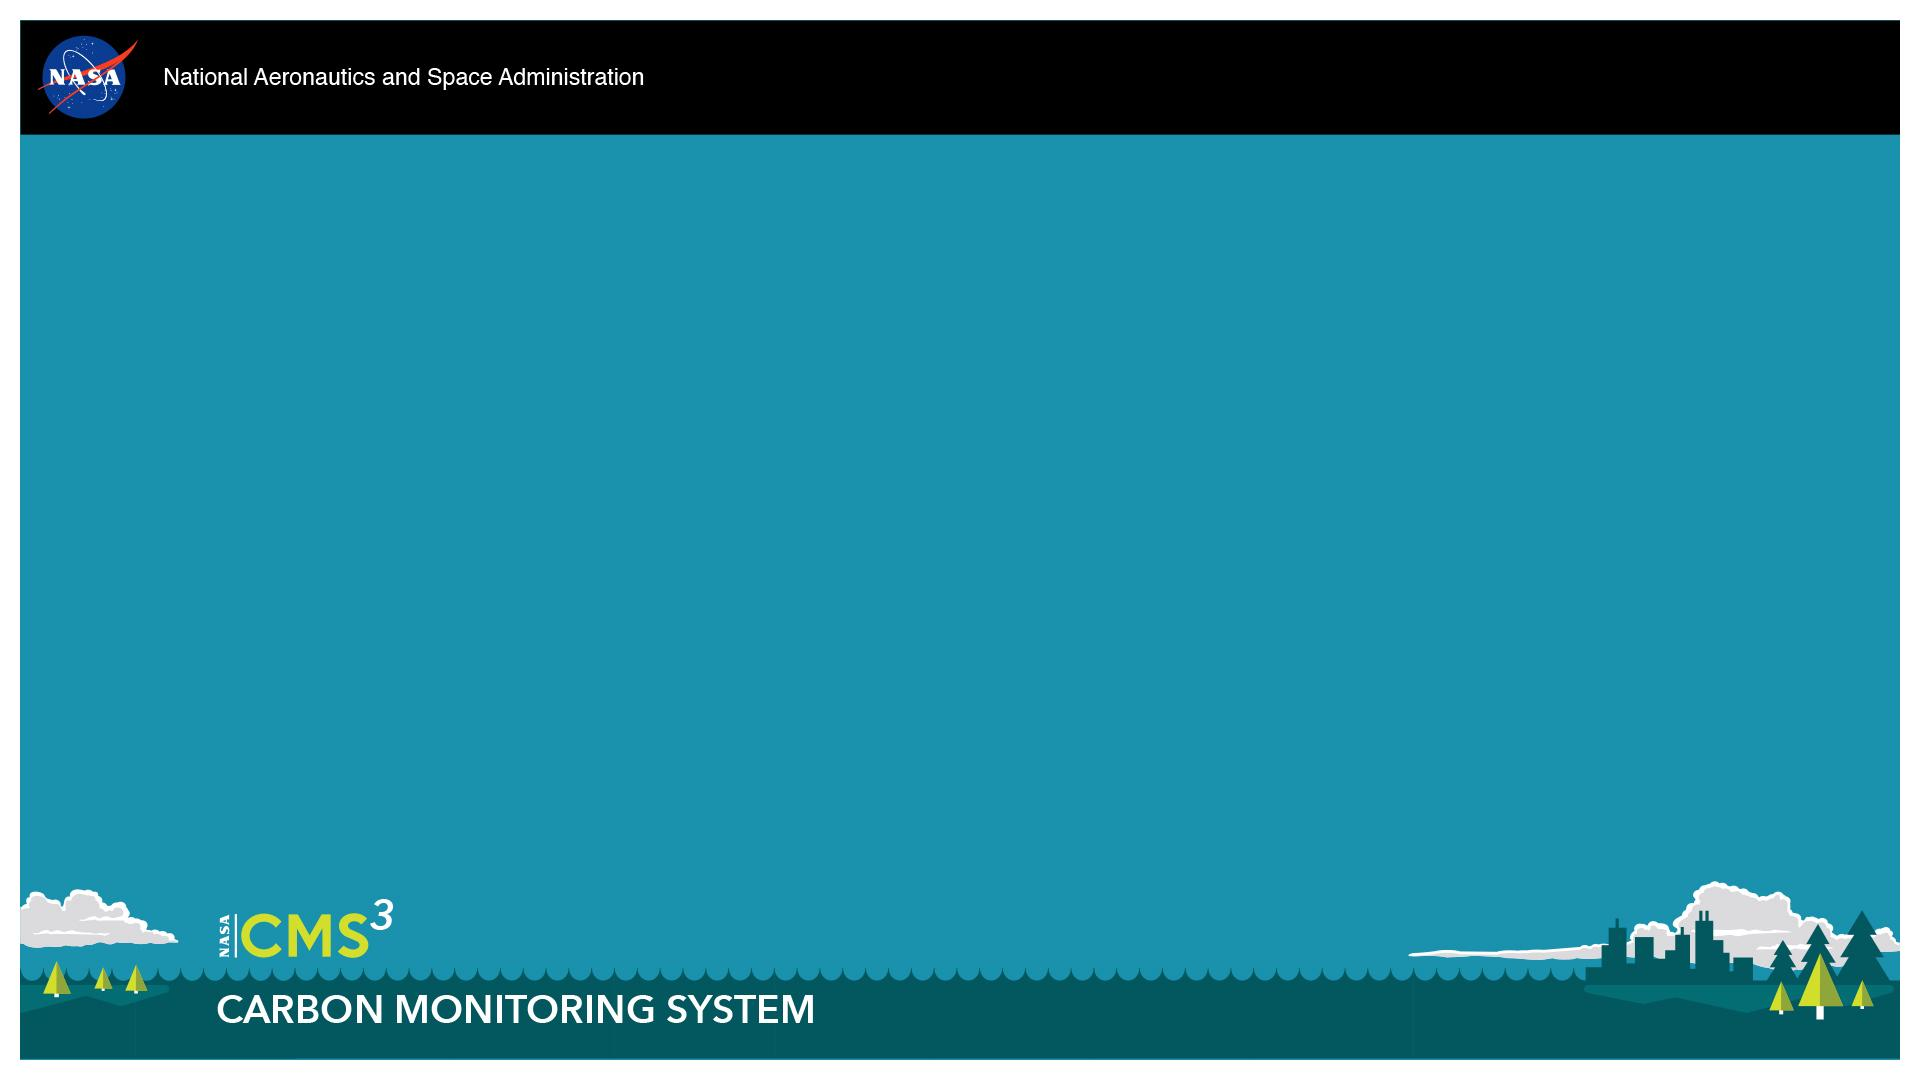 NASA
National Aeronautics and Space Administration
NASA
CMS³
CARBON MONITORING SYSTEM